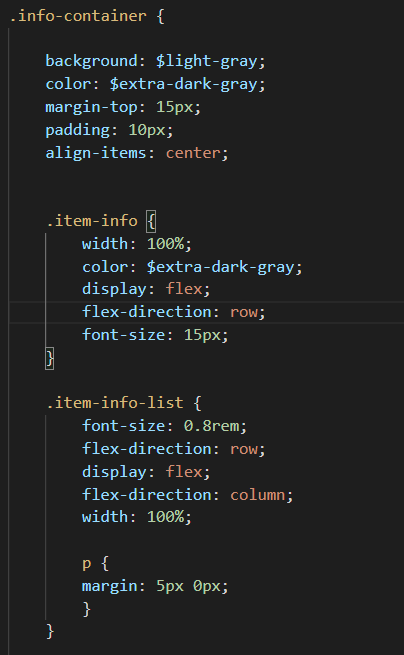 .info-container {
background: $light-gray;
color: $extra-dark-gray;
margin-top: 15px;
padding: 10px;
align-items: center;
.item-info {
width: 100%;
color: $extra-dark-gray;
display: flex;
flex-direction: row;
font-size: 15px;
}
.item-info-list {
font-size: 0.8rem;
flex-direction: row;
display: flex;
flex-direction: column;
width: 100%;
p {
margin: 5px 0px;
}
}